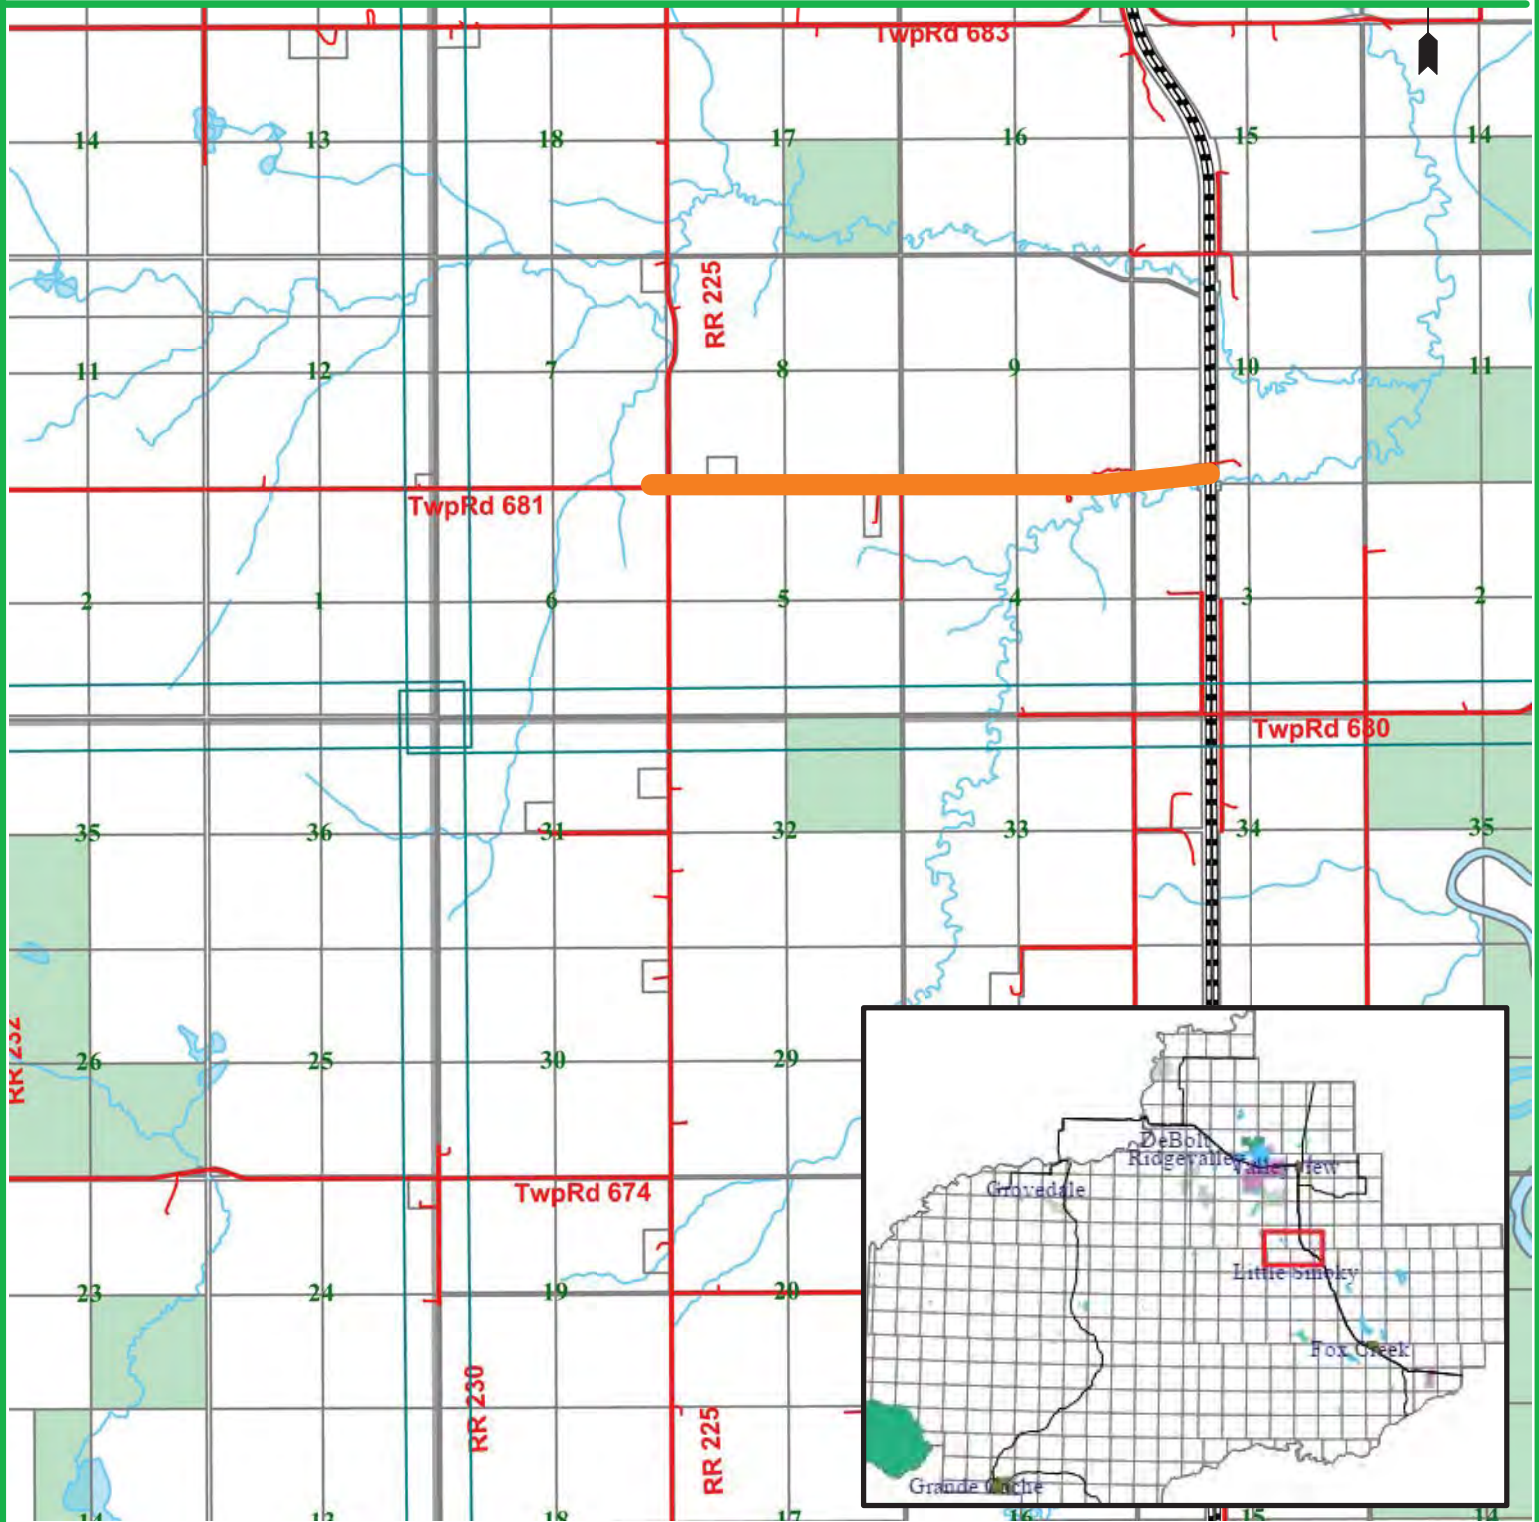 TwpRd 683
14 13 18 17 16 15 14
RR 225
11 12 7 8 9 10 11
TwpRd 681
2 1 6 5 4 3 2
TwpRd 680
35 36 31 32 33 34 35
RR 232
26 25 30 29
TwpRd 674
23 24 19 20
RR 230
RR 225
DeBolt
Ridgevalley
Valleyview
Grovedale
Little Smoky
Fox Creek
Grande Cache
14 13 18 17 16 15 14